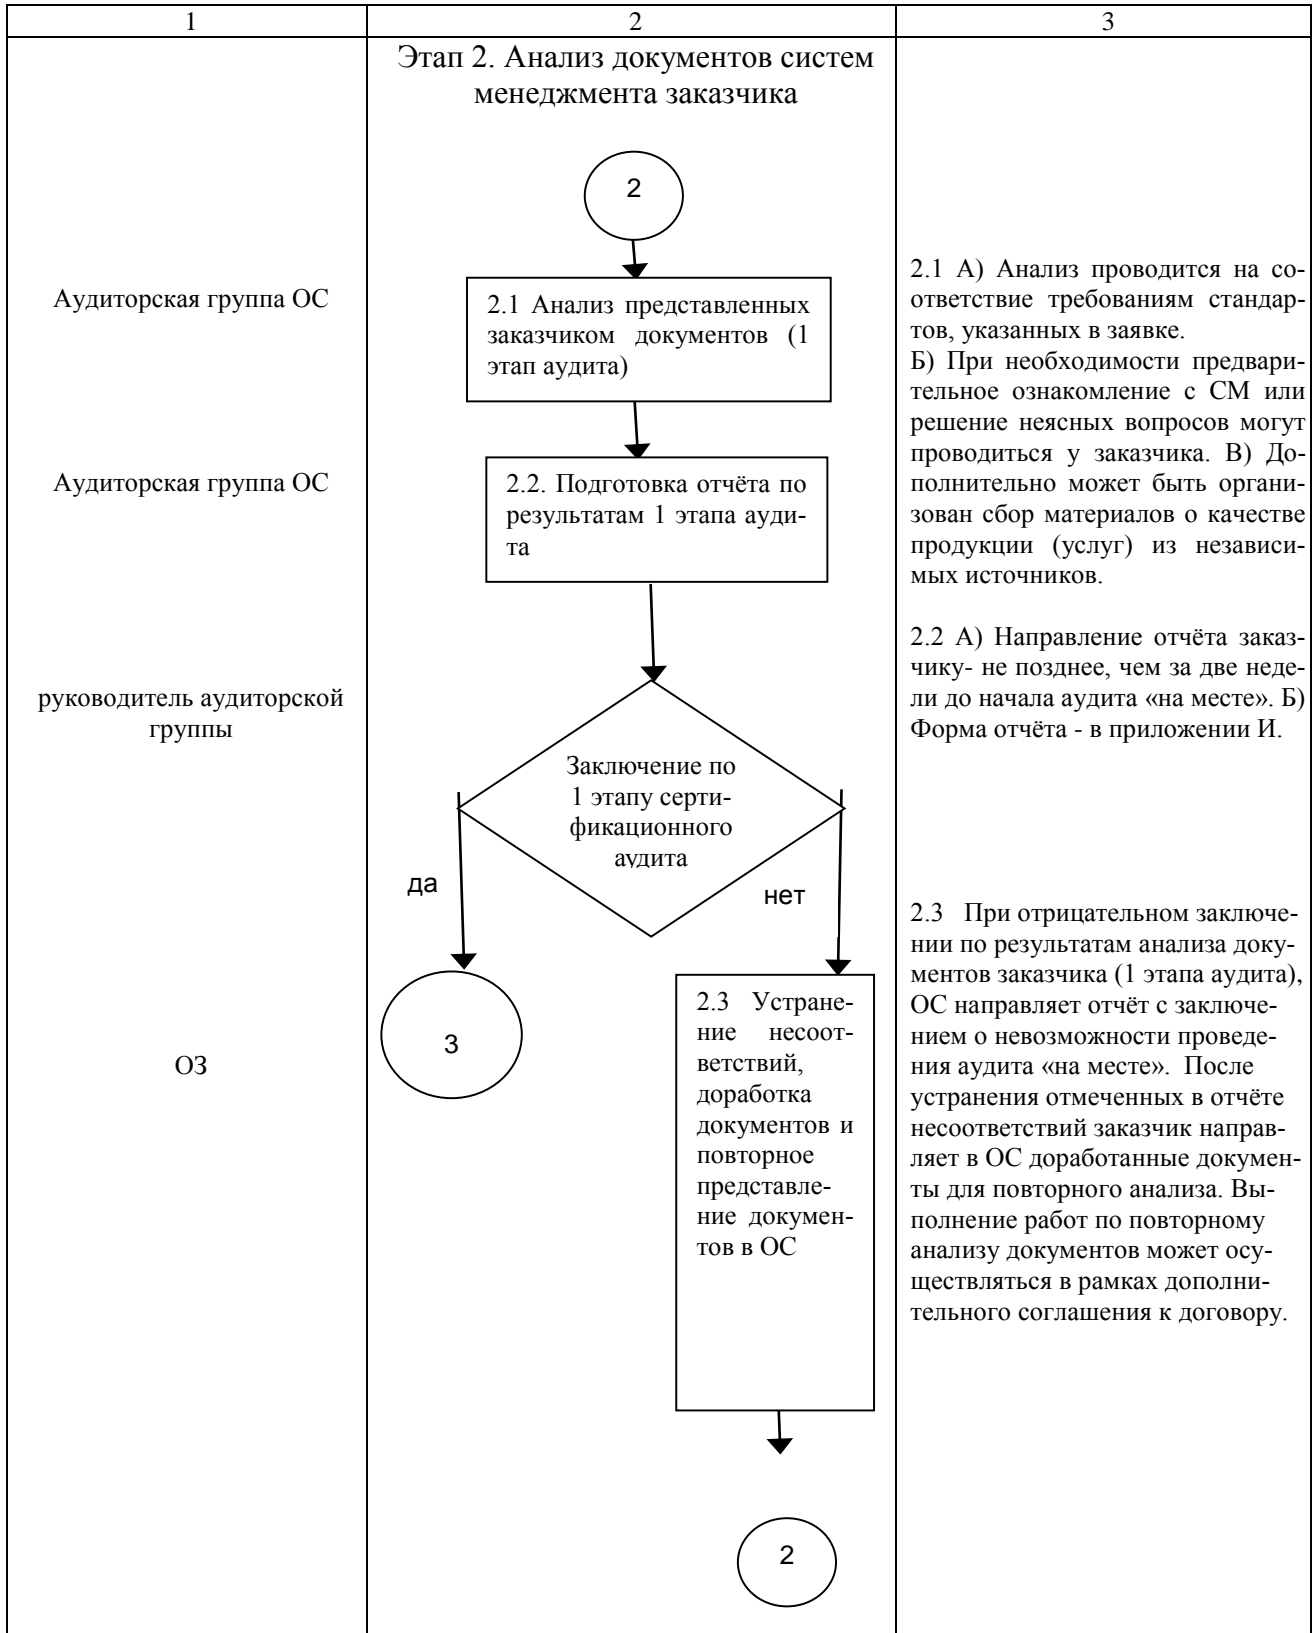 1
2
3
Этап 2. Анализ документов систем
менеджмента заказчика
2
Аудиторская группа ОС
2.1 Анализ представленных
заказчиком документов (1
этап аудита)
2.1 А) Анализ проводится на со-
ответствие требованиям стандар-
тов, указанных в заявке.
Б) При необходимости предвари-
тельное ознакомление с СМ или
решение неясных вопросов могут
проводиться у заказчика. В) До-
полнительно может быть органи-
зован сбор материалов о качестве
продукции (услуг) из независи-
мых источников.
Аудиторская группа ОС
2.2. Подготовка отчёта по
результатам 1 этапа ауди-
та
2.2 А) Направление отчёта заказ-
чику- не позднее, чем за две неде-
ли до начала аудита «на месте». Б)
Форма отчёта - в приложении И.
руководитель аудиторской
группы
Заключение по
1 этапу серти-
фикационного
аудита
да
нет
3
ОЗ
2.3 Устране-
ние несоот-
ветствий,
доработка
документов и
повторное
представле-
ние докумен-
тов в ОС
2.3 При отрицательном заключе-
нии по результатам анализа доку-
ментов заказчика (1 этапа аудита),
ОС направляет отчёт с заключе-
нием о невозможности проведе-
ния аудита «на месте». После
устранения отмеченных в отчёте
несоответствий заказчик направ-
ляет в ОС доработанные докумен-
ты для повторного анализа. Вы-
полнение работ по повторному
анализу документов может осу-
ществляться в рамках дополни-
тельного соглашения к договору.
2